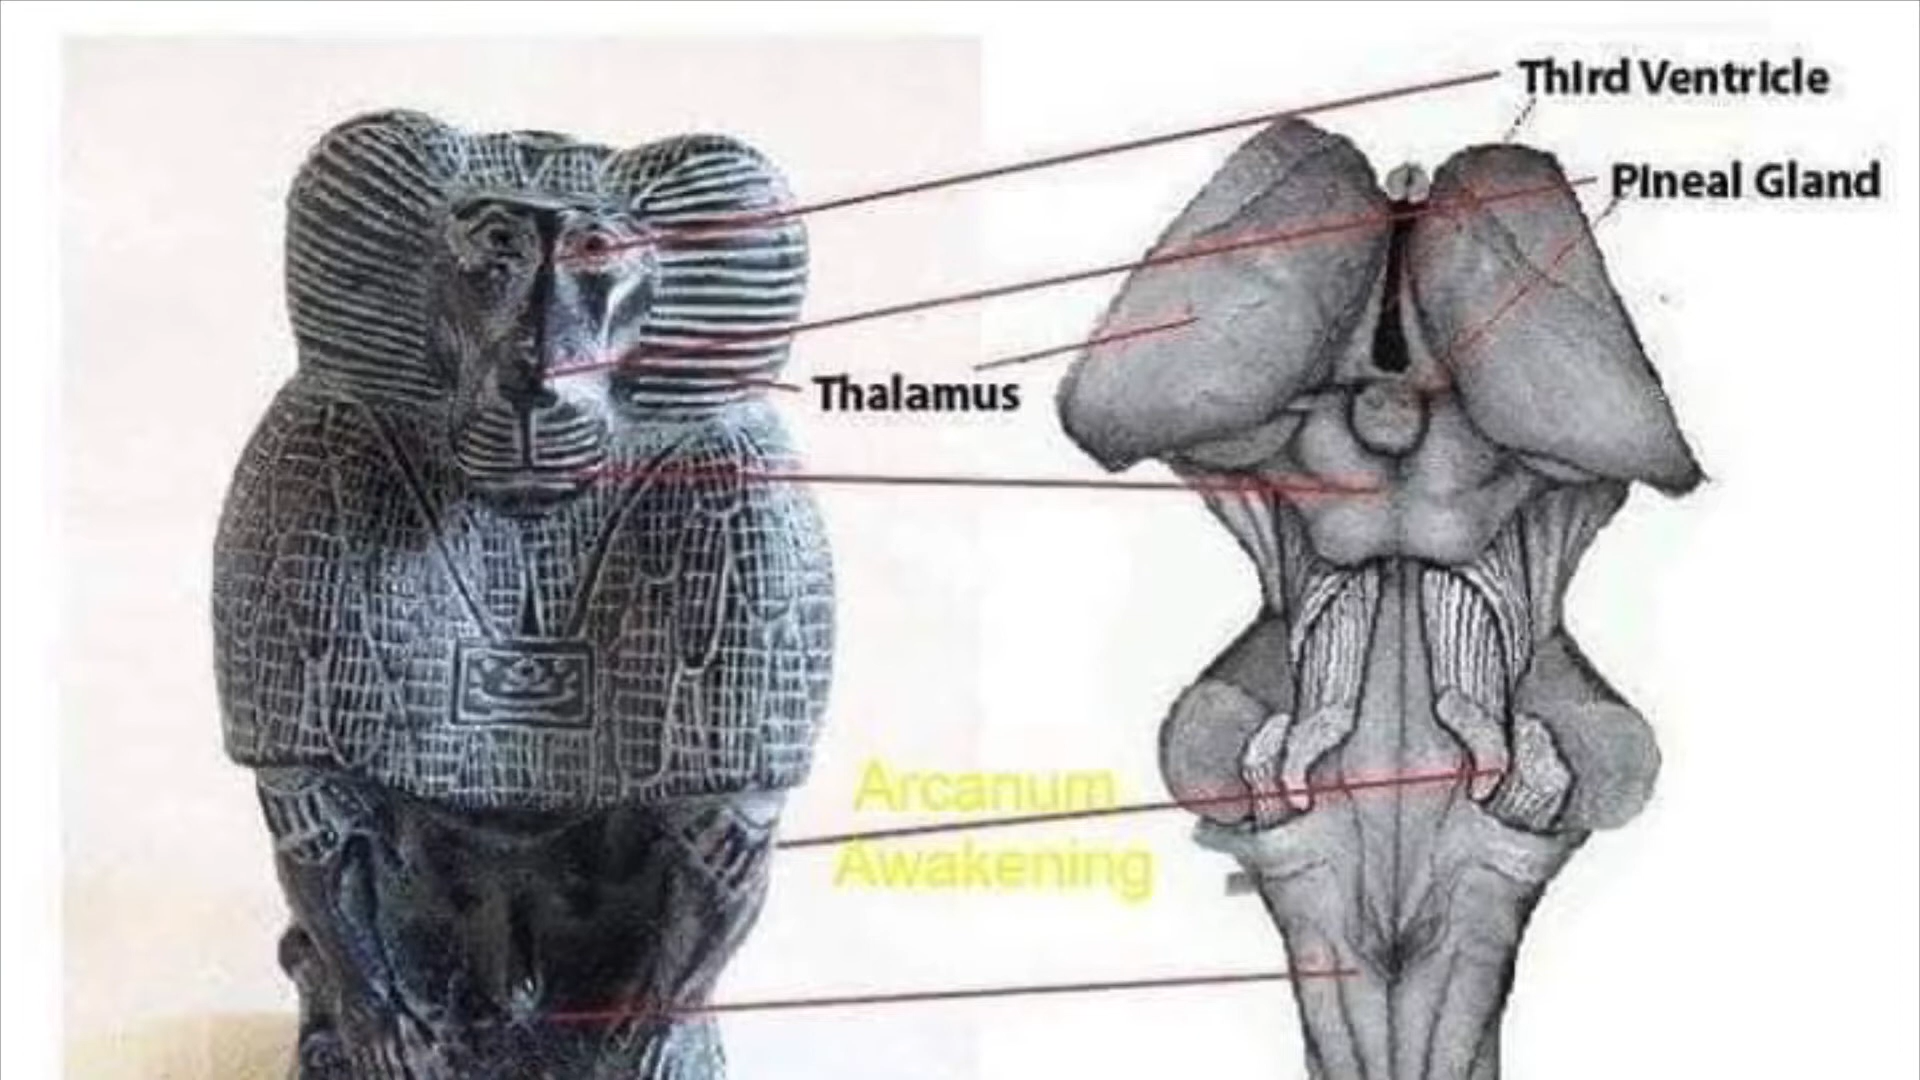 Third Ventricle
Pineal Gland
Thalamus
Arcanum
Awakening